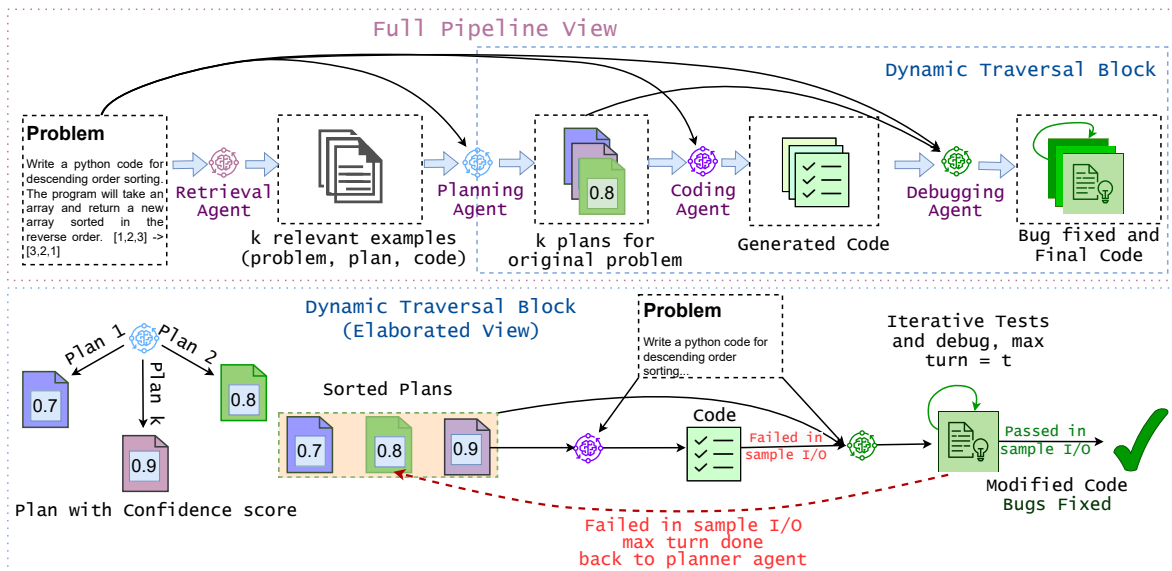 Full Pipeline View
Dynamic Traversal Block
Problem
Write a python code for
descending order sorting.
The program will take an
array and return a new
array sorted in the
reverse order. [1,2,3] ->
[3,2,1]
Retrieval
Agent
k relevant examples
(problem, plan, code)
Planning
Agent
0.8
k plans for
original problem
Coding
Agent
Generated Code
Debugging
Agent
Bug fixed and
Final Code
Dynamic Traversal Block
(Elaborated View)
Plan 1
Plan 2
Plan k
0.7
0.8
0.9
Plan with Confidence score
Sorted Plans
0.7
0.8
0.9
Problem
Write a python code for
descending order
sorting...
Code
Failed in
sample I/O
Iterative Tests
and debug, max
turn = t
Passed in
sample I/O
Modified Code
Bugs Fixed
Failed in sample I/O
max turn done
back to planner agent